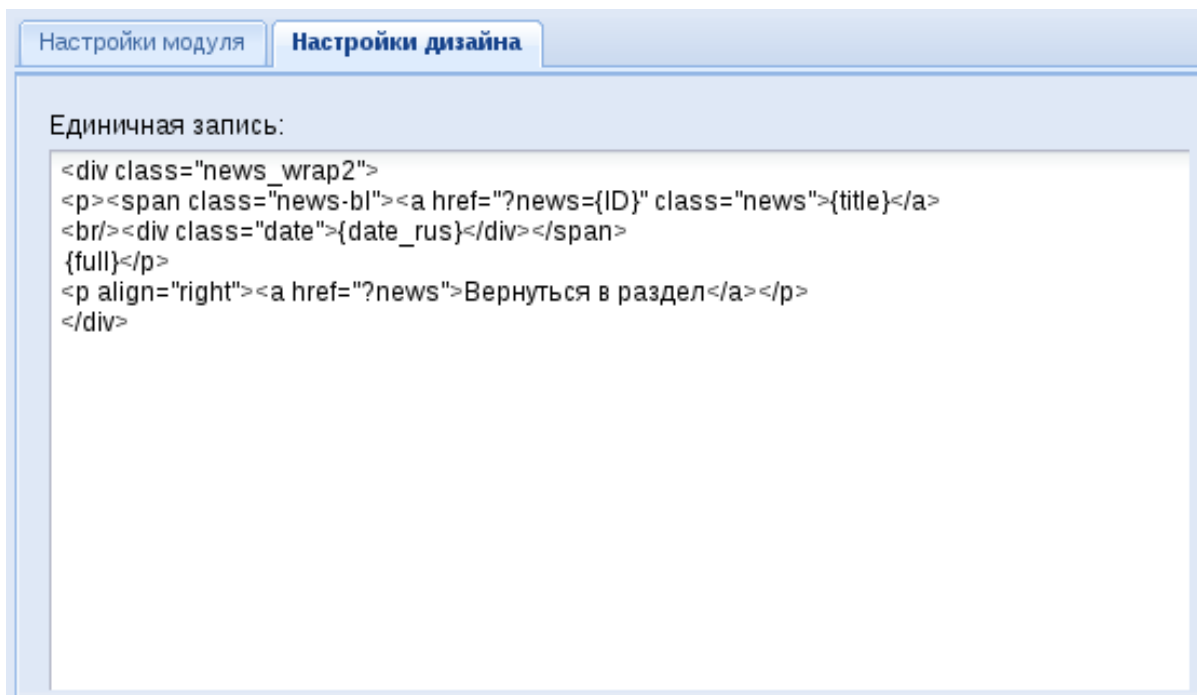 Настройки модуля Настройки дизайна
Единичная запись:
<div class="news_wrap2">
<p><span class="news-bl"><a href="?news={ID}" class="news">{title}</a>
<br/><div class="date">{date_rus}</div></span>
{full}</p>
<p align="right"><a href="?news">Вернуться в раздел</a></p>
</div>